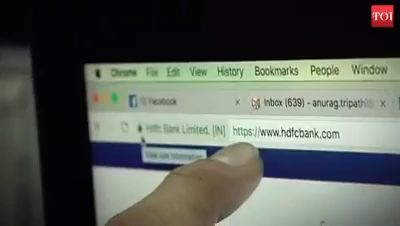 TOI
Chrome File Edit View History Bookmarks People Window
Facebook Inbox (639) - anurag.tripathi
Hdfc Bank Limited, [IN] https://www.hdfcbank.com
View site information